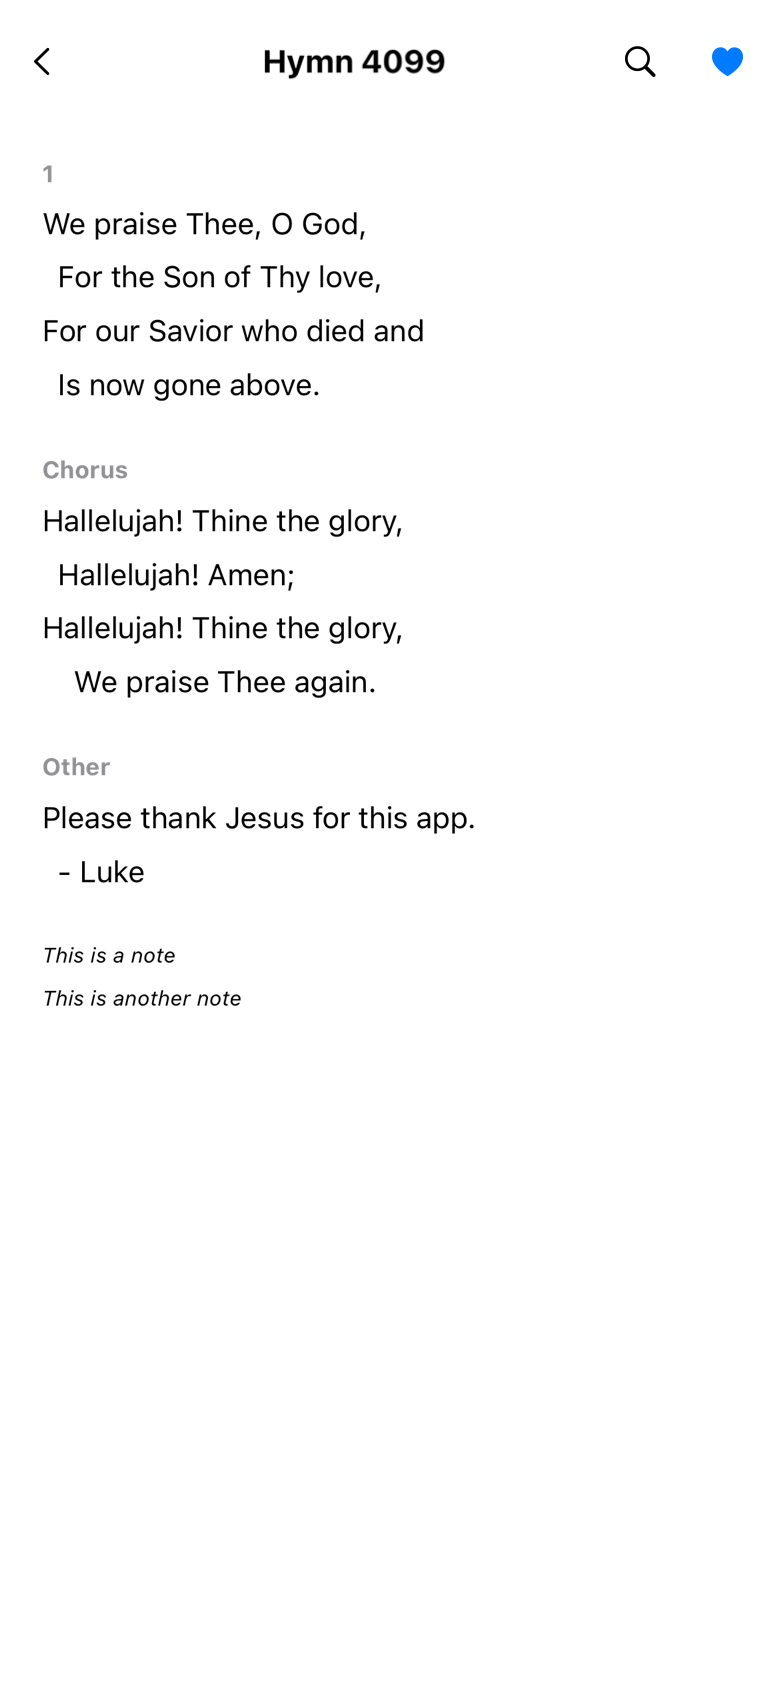 Hymn 4099
1
We praise Thee, O God,
For the Son of Thy love,
For our Savior who died and
Is now gone above.
Chorus
Hallelujah! Thine the glory,
Hallelujah! Amen;
Hallelujah! Thine the glory,
We praise Thee again.
Other
Please thank Jesus for this app.
- Luke
This is a note
This is another note